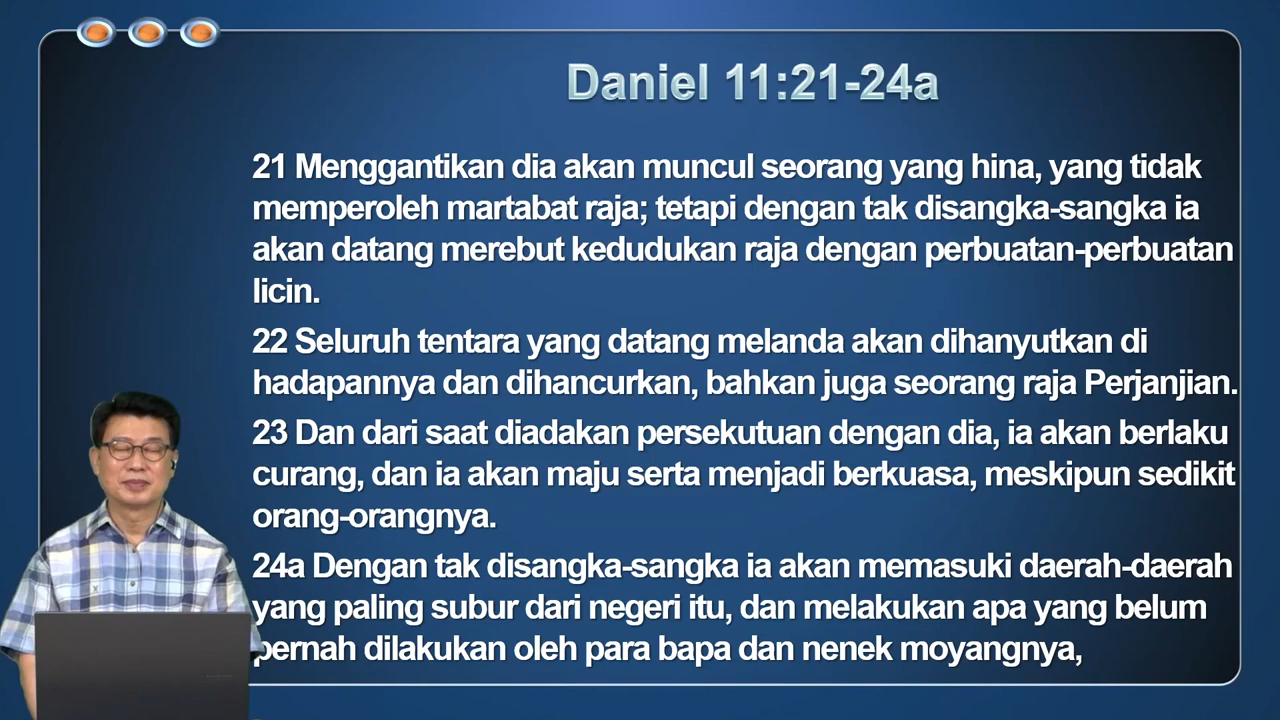 Daniel 11:21-24a
21 Menggantikan dia akan muncul seorang yang hina, yang tidak
memperoleh martabat raja; tetapi dengan tak disangka-sangka ia
akan datang merebut kedudukan raja dengan perbuatan-perbuatan
licin.
22 Seluruh tentara yang datang melanda akan dihanyutkan di
hadapannya dan dihancurkan, bahkan juga seorang raja Perjanjian.
23 Dan dari saat diadakan persekutuan dengan dia, ia akan berlaku
curang, dan ia akan maju serta menjadi berkuasa, meskipun sedikit
orang-orangnya.
24a Dengan tak disangka-sangka ia akan memasuki daerah-daerah
yang paling subur dari negeri itu, dan melakukan apa yang belum
pernah dilakukan oleh para bapa dan nenek moyangnya,